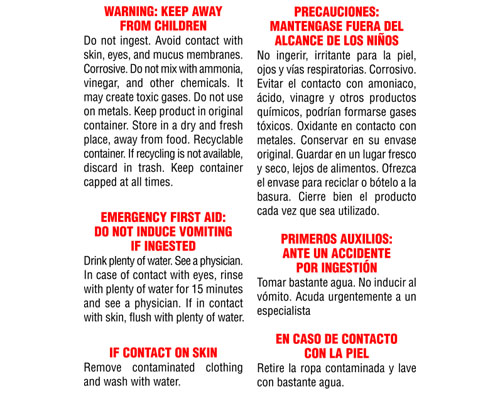 WARNING: KEEP AWAY
FROM CHILDREN
Do not ingest. Avoid contact with
skin, eyes, and mucus membranes.
Corrosive. Do not mix with ammonia,
vinegar, and other chemicals. It
may create toxic gases. Do not use
on metals. Keep product in original
container. Store in a dry and fresh
place, away from food. Recyclable
container. If recycling is not available,
discard in trash. Keep container
capped at all times.
EMERGENCY FIRST AID:
DO NOT INDUCE VOMITING
IF INGESTED
Drink plenty of water. See a physician.
In case of contact with eyes, rinse
with plenty of water for 15 minutes
and see a physician. If in contact
with skin, flush with plenty of water.
IF CONTACT ON SKIN
Remove contaminated clothing
and wash with water.
PRECAUCIONES:
MANTENGASE FUERA DEL
ALCANCE DE LOS NIÑOS
No ingerir, irritante para la piel,
ojos y vías respiratorias. Corrosivo.
Evitar el contacto con amoniaco,
ácido, vinagre y otros productos
químicos, podrían formarse gases
tóxicos. Oxidante en contacto con
metales. Conservar en su envase
original. Guardar en un lugar fresco
y seco, lejos de alimentos. Ofrezca
el envase para reciclar o bótelo a la
basura. Cierre bien el producto
cada vez que sea utilizado.
PRIMEROS AUXILIOS:
ANTE UN ACCIDENTE
POR INGESTIÓN
Tomar bastante agua. No inducir al
vómito. Acuda urgentemente a un
especialista
EN CASO DE CONTACTO
CON LA PIEL
Retire la ropa contaminada y lave
con bastante agua.